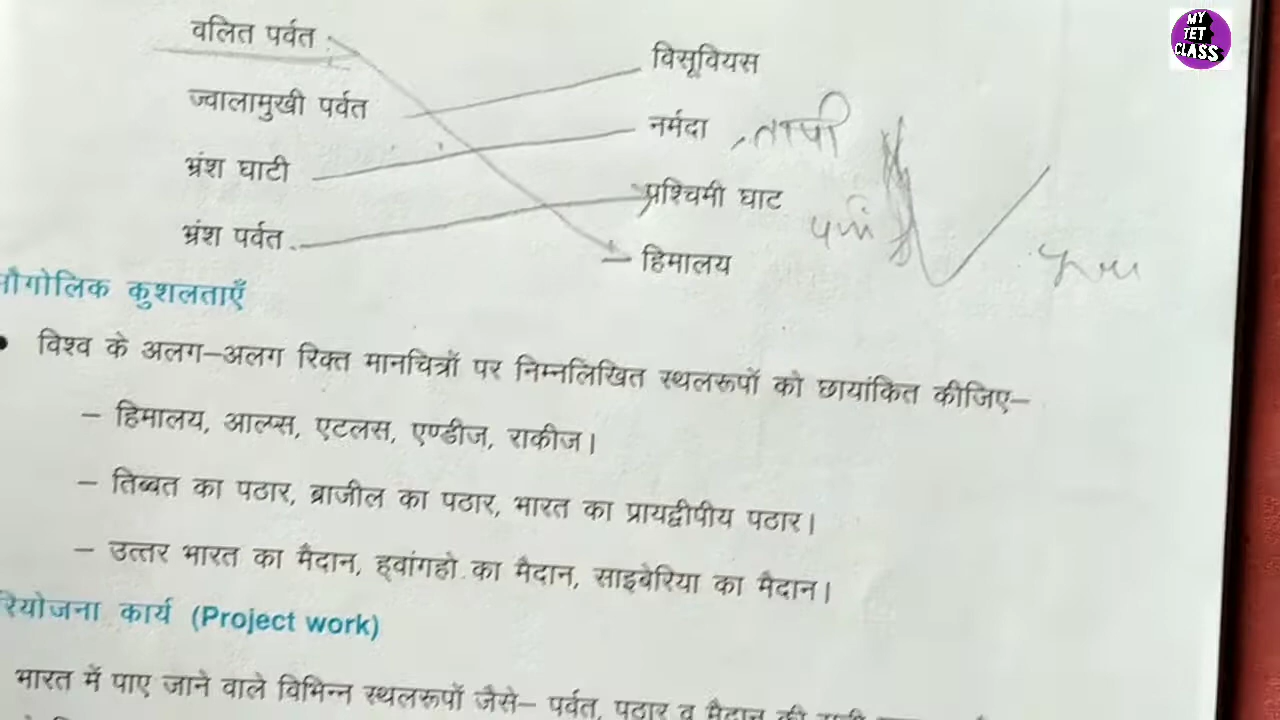 MY
TET
CLASS
वलित पर्वत
विसूवियस
ज्वालामुखी पर्वत
नर्मदा , तापी
भ्रंश घाटी
प्रश्चिमी घाट
भ्रंश पर्वत
हिमालय
भौगोलिक कुशलताएँ
• विश्व के अलग–अलग रिक्त मानचित्रों पर निम्नलिखित स्थलरूपों को छायांकित कीजिए–
– हिमालय, आल्प्स, एटलस, एण्डीज, राकीज।
– तिब्बत का पठार, ब्राजील का पठार, भारत का प्रायद्वीपीय पठार।
– उत्तर भारत का मैदान, ह्वांगहो का मैदान, साइबेरिया का मैदान।
रियोजना कार्य (Project work)
भारत में पाए जाने वाले विभिन्न स्थलरूपों जैसे– पर्वत, पठार व मैदान की